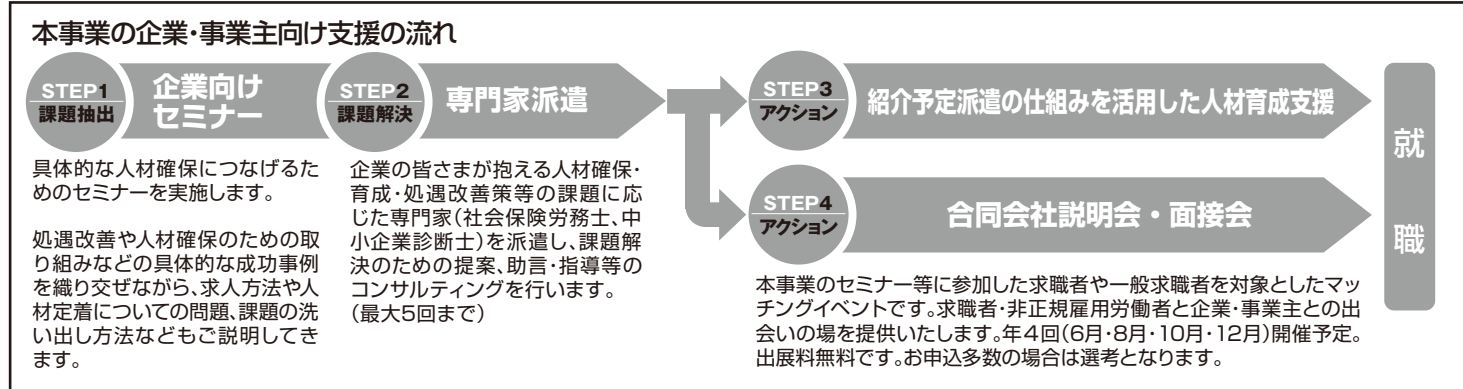 本事業の企業・事業主向け支援の流れ
STEP1
課題抽出
企業向け
セミナー
具体的な人材確保につなげるた
めのセミナーを実施します。
処遇改善や人材確保のための取
り組みなどの具体的な成功事例
を織り交ぜながら、求人方法や人
材定着についての問題、課題の洗
い出し方法などもご説明してき
ます。
STEP2
課題解決
専門家派遣
企業の皆さまが抱える人材確保・
育成・処遇改善策等の課題に応
じた専門家（社会保険労務士、中
小企業診断士）を派遣し、課題解
決のための提案、助言・指導等の
コンサルティングを行います。
（最大5回まで）
STEP3
アクション
紹介予定派遣の仕組みを活用した人材育成支援
STEP4
アクション
合同会社説明会・面接会
本事業のセミナー等に参加した求職者や一般求職者を対象としたマッ
チングイベントです。求職者・非正規雇用労働者と企業・事業主との出
会いの場を提供いたします。年4回（6月・8月・10月・12月）開催予定。
出展料無料です。お申込多数の場合は選考となります。
就職